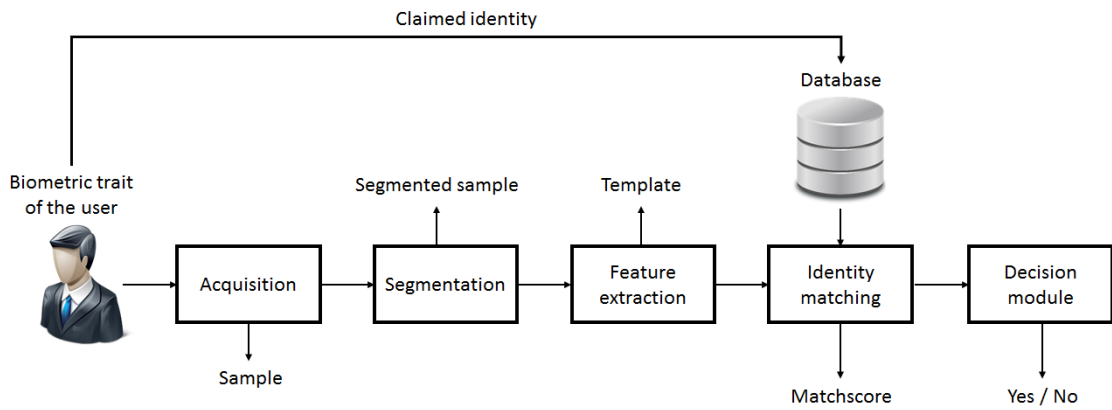 Claimed identity
Database
Biometric trait
of the user
Segmented sample
Template
Acquisition
Segmentation
Feature
extraction
Identity
matching
Decision
module
Sample
Matchscore
Yes / No